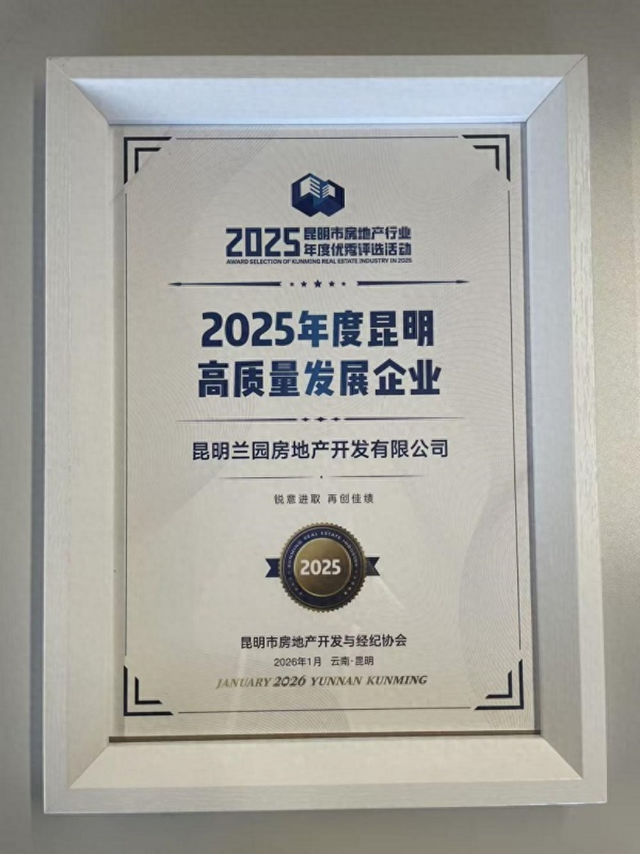 2025 昆明市房地产行业
年度优秀评选活动
AWARD SELECTION OF KUNMING REAL ESTATE INDUSTRY IN 2025
2025年度昆明
高质量发展企业
昆明兰园房地产开发有限公司
锐意进取 再创佳绩
KUNMING REAL ESTATE INDUSTRY
2025
昆明市房地产开发与经纪协会
2026年1月 云南·昆明
JANUARY 2026 YUNNAN KUNMING